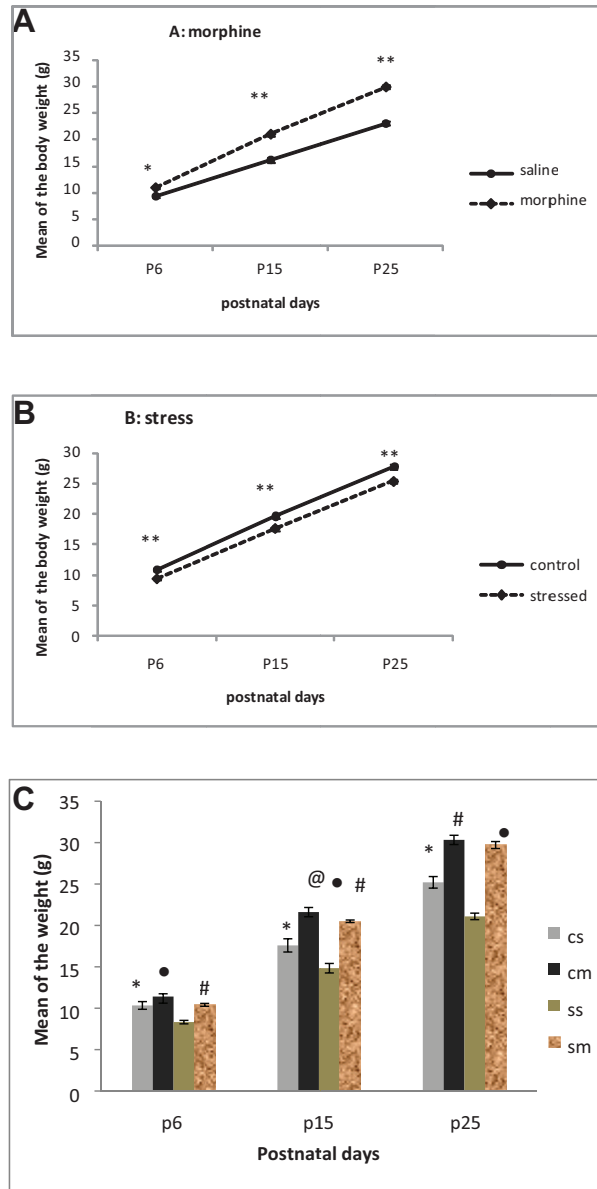 A
A: morphine
Mean of the body weight (g)
35
30
25
20
15
10
5
0
*
**
**
P6
P15
P25
postnatal days
saline
morphine
B
B: stress
Mean of the body weight (g)
30
25
20
15
10
5
0
**
**
**
P6
P15
P25
postnatal days
control
stressed
C
Mean of the weight (g)
35
30
25
20
15
10
5
0
* ● #
* @ ● #
* # ●
p6
p15
p25
Postnatal days
cs
cm
ss
sm